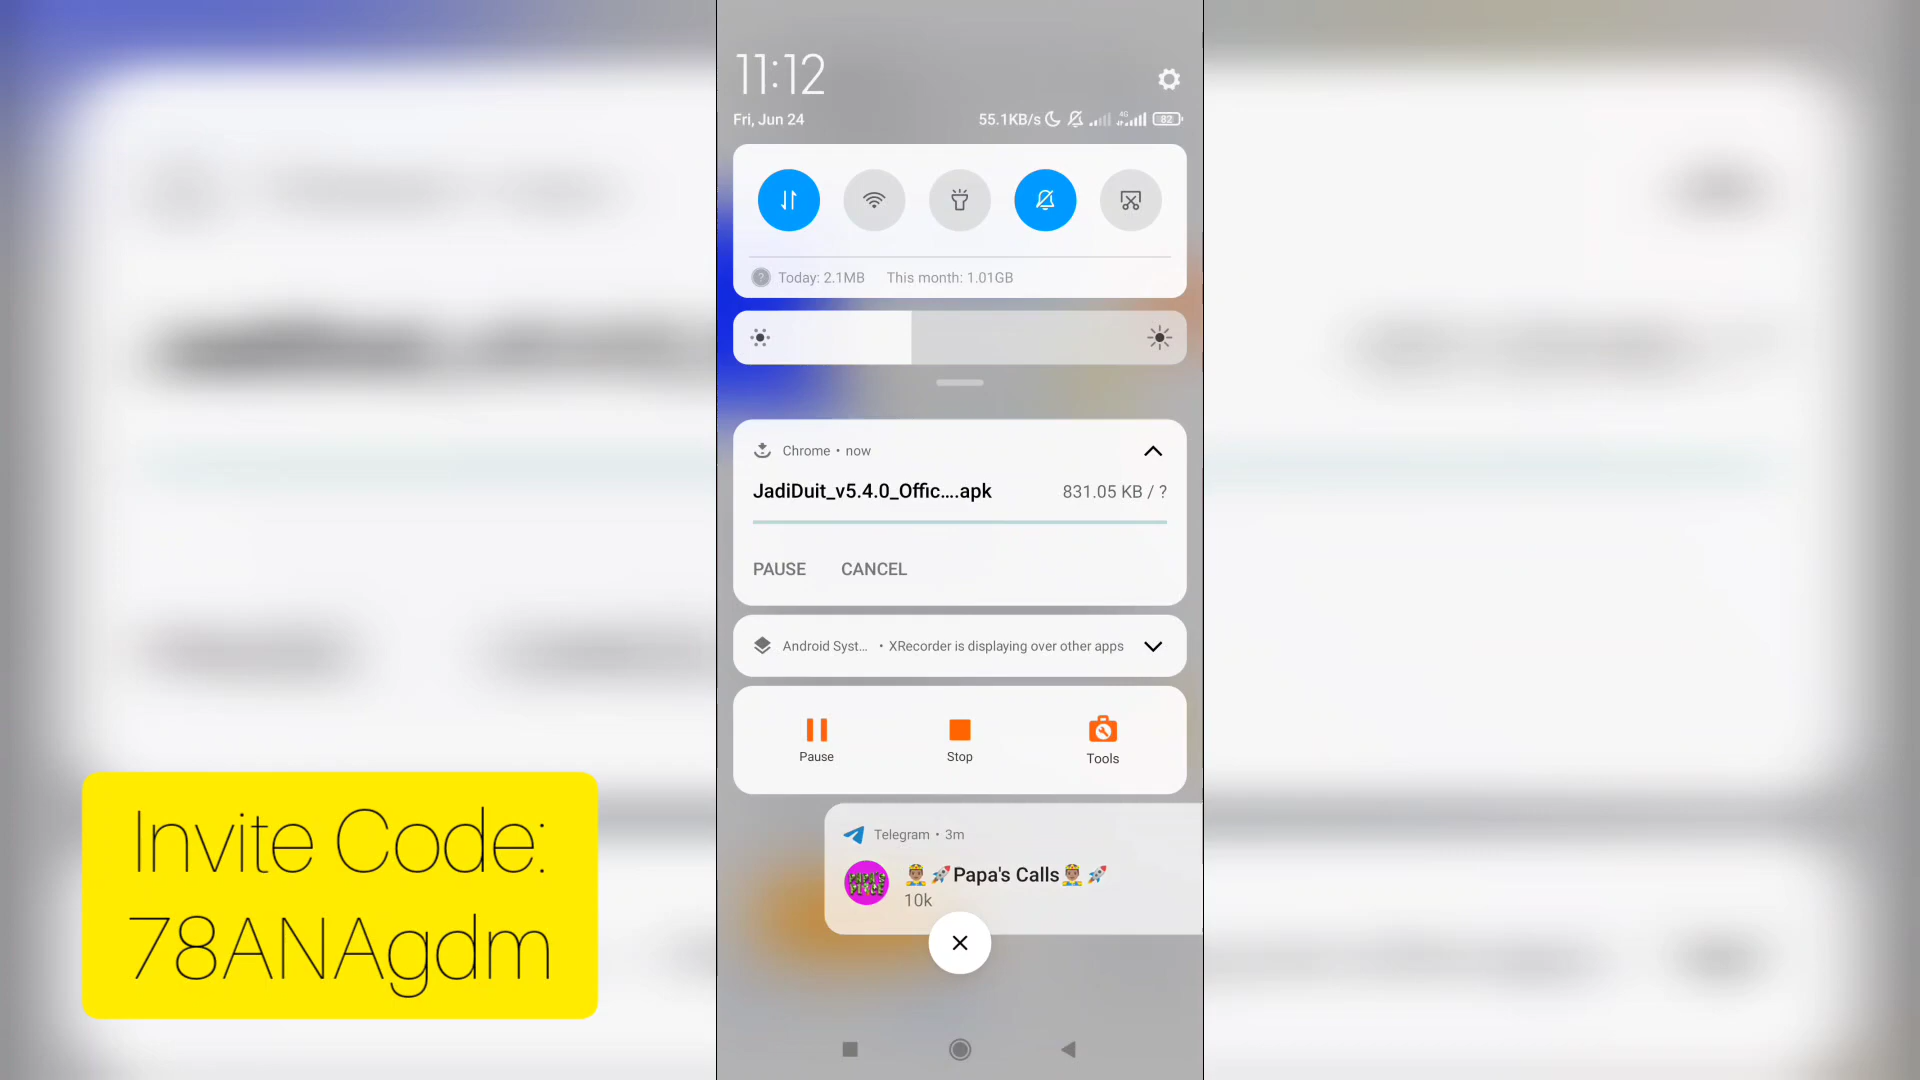 11:12
Fri, Jun 24
55.1KB/s 4G 82
Today: 2.1MB This month: 1.01GB
Chrome • now
JadiDuit_v5.4.0_Offic....apk 831.05 KB / ?
PAUSE CANCEL
Android Syst... • XRecorder is displaying over other apps
Pause Stop Tools
Telegram • 3m
👷🏽🚀Papa's Calls👷🏽🚀
10k
Invite Code:
78ANAgdm